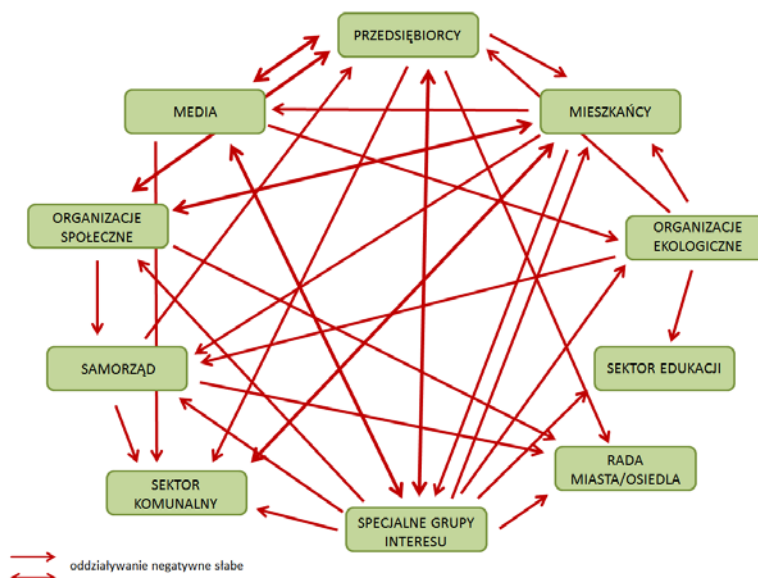 PRZEDSIĘBIORCY
MEDIA
MIESZKAŃCY
ORGANIZACJE
SPOŁECZNE
ORGANIZACJE
EKOLOGICZNE
SAMORZĄD
SEKTOR EDUKACJI
SEKTOR
KOMUNALNY
RADA
MIASTA/OSIEDLA
SPECJALNE GRUPY
INTERESU
oddziaływanie negatywne słabe